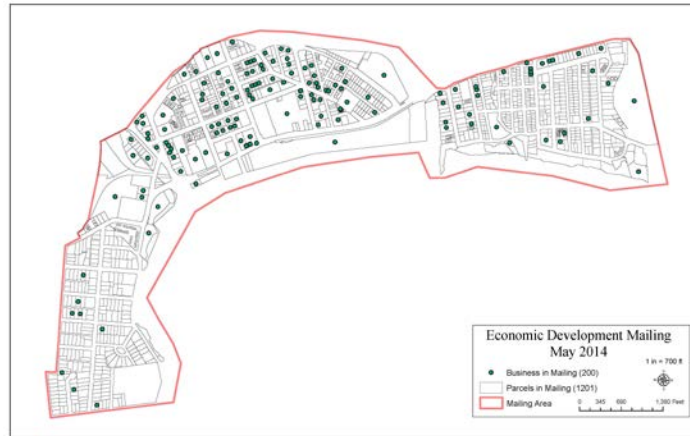 Economic Development Mailing
May 2014
1 in = 700 ft
Business in Mailing (200)
Parcels in Mailing (1201)
Mailing Area
0 345 690 1,380 Feet